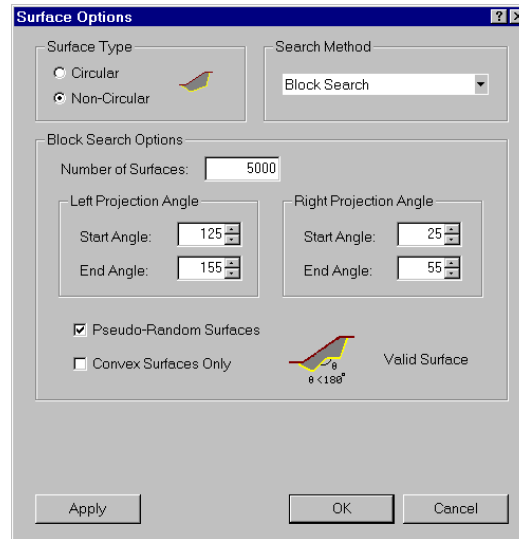 Surface Options
Surface Type
Circular
Non-Circular
Search Method
Block Search
Block Search Options
Number of Surfaces: 5000
Left Projection Angle
Start Angle: 125
End Angle: 155
Right Projection Angle
Start Angle: 25
End Angle: 55
Pseudo-Random Surfaces
Convex Surfaces Only
θ
θ <180°
Valid Surface
Apply
OK
Cancel